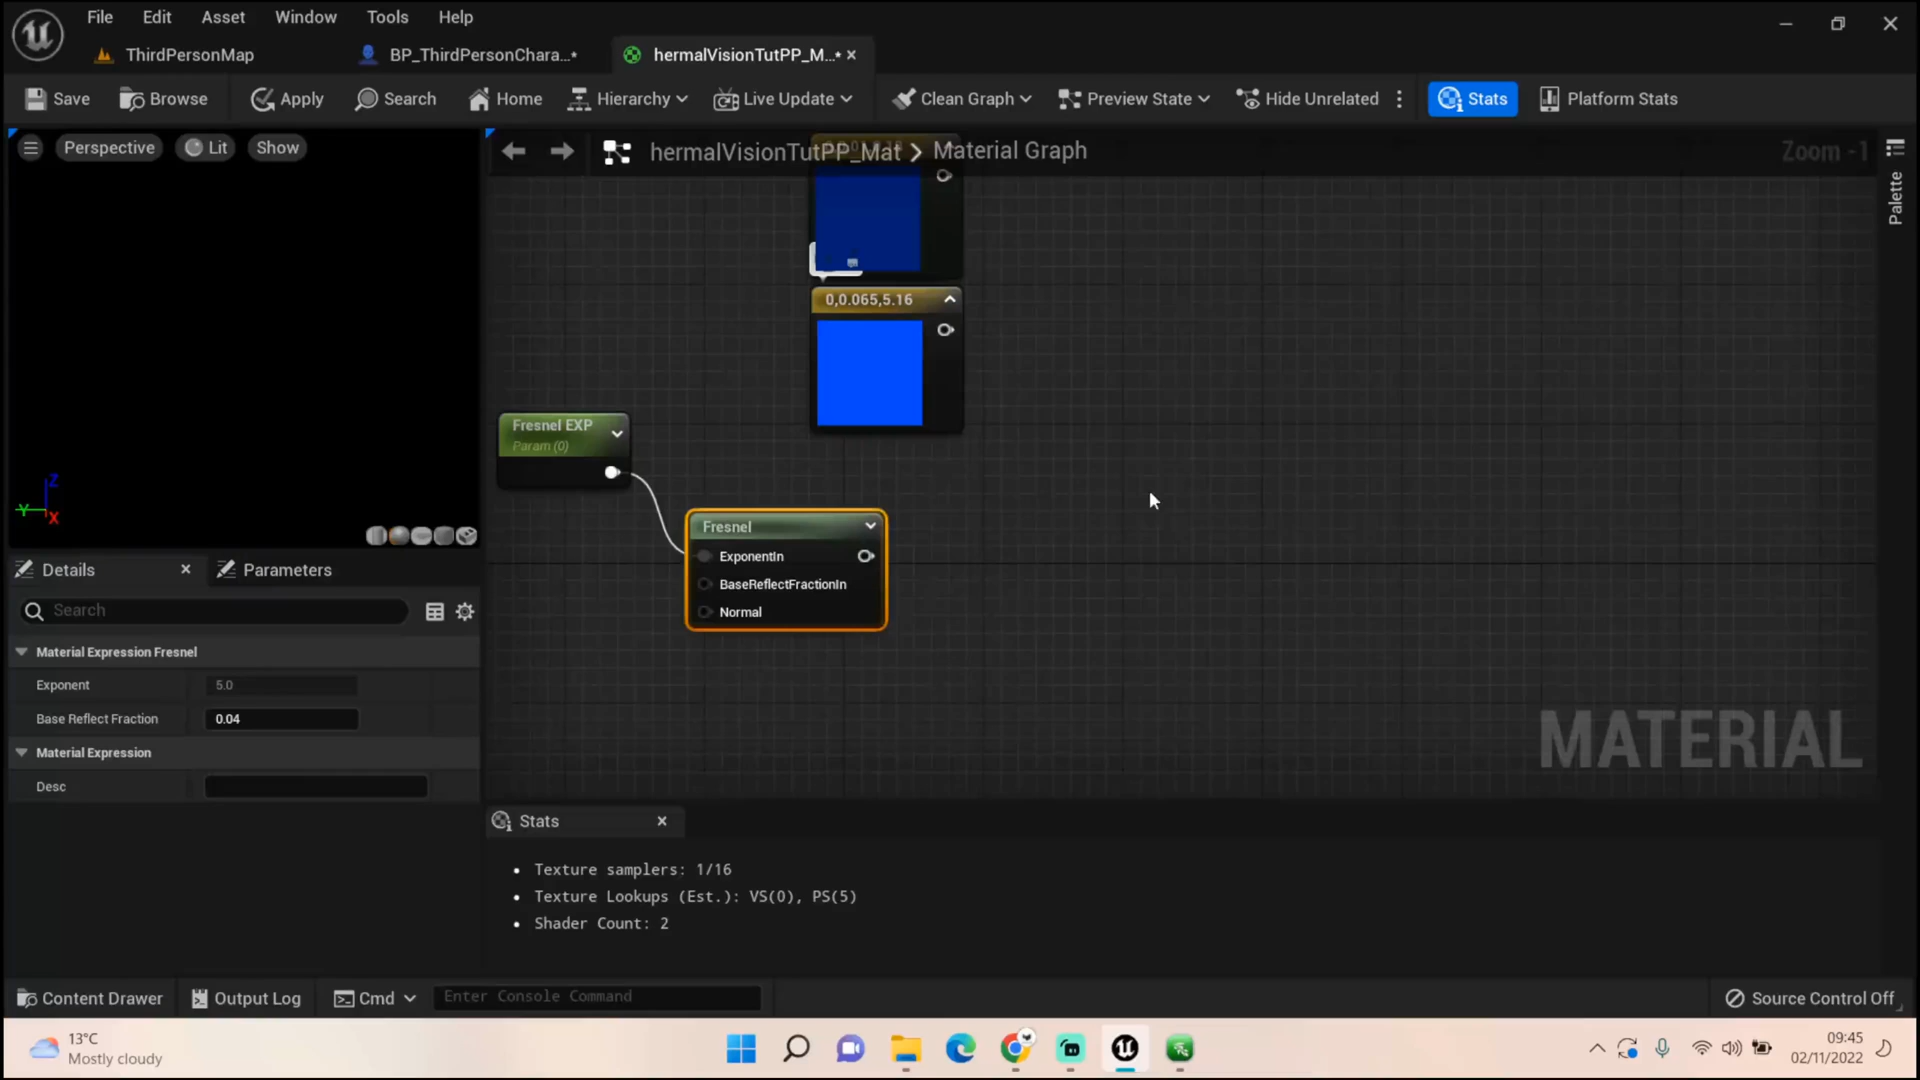 File Edit Asset Window Tools Help
ThirdPersonMap BP_ThirdPersonChara...* hermalVisionTutPP_M...*
Save Browse Apply Search Home Hierarchy Live Update Clean Graph Preview State Hide Unrelated Stats Platform Stats
Perspective Lit Show
hermalVisionTutPP_Mat > Material Graph
Zoom -1
Palette
0,0.065,5.16
Fresnel EXP
Param (0)
Fresnel
ExponentIn
BaseReflectFractionIn
Normal
Z
Y
X
MATERIAL
Details Parameters
Search
Material Expression Fresnel
Exponent 5.0
Base Reflect Fraction 0.04
Material Expression
Desc
Stats
Texture samplers: 1/16
Texture Lookups (Est.): VS(0), PS(5)
Shader Count: 2
Content Drawer Output Log Cmd Enter Console Command Source Control Off
13°C
Mostly cloudy
09:45
02/11/2022